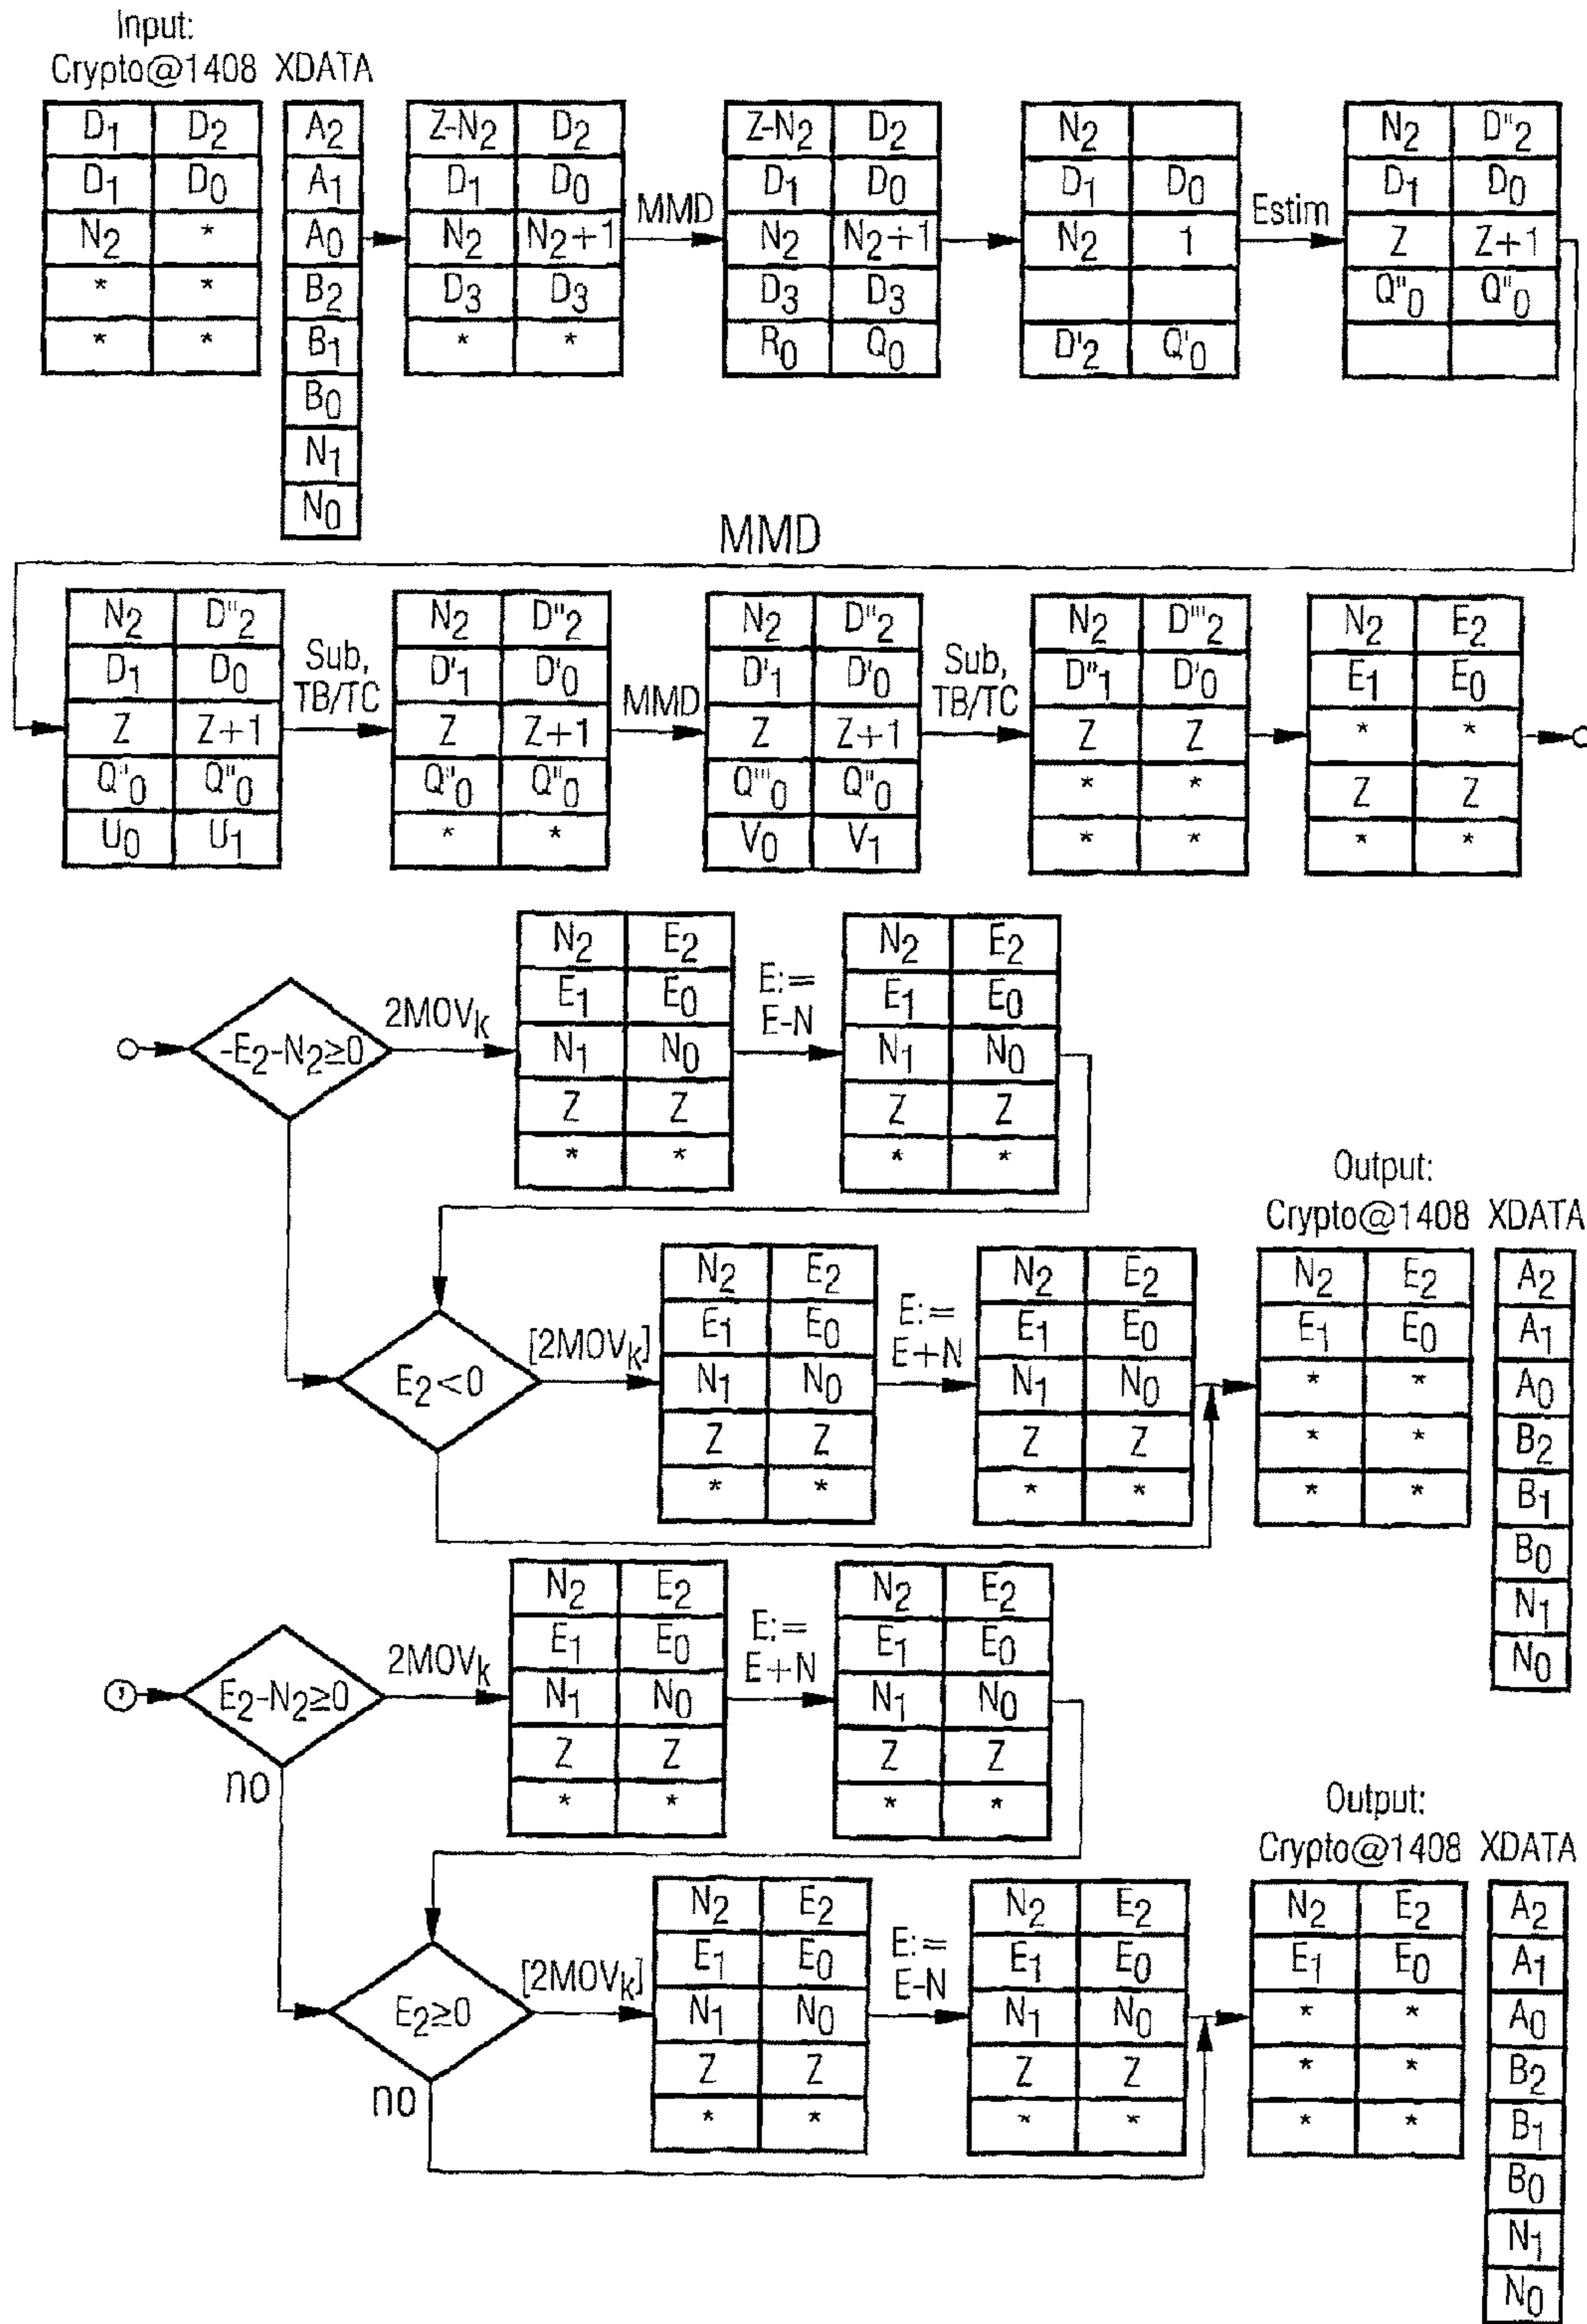 Input:
Crypto@1408 XDATA
D1 D2
D1 D0
N2 *
* *
* *
A2
A1
A0
B2
B1
B0
N1
N0
Z-N2 D2
D1 D0
N2 N2+1
D3 D3
* *
MMD
Z-N2 D2
D1 D0
N2 N2+1
D3 D3
R0 Q0
N2
D1 D0
N2 1
D'2 Q'0
Estim
N2 D"2
D1 D0
Z Z+1
Q"0 Q"0
MMD
N2 D"2
D1 D0
Z Z+1
Q"0 Q"0
U0 U1
Sub,
TB/TC
N2 D"2
D'1 D'0
Z Z+1
Q"0 Q"0
* *
MMD
N2 D"2
D'1 D'0
Z Z+1
Q"'0 Q"0
V0 V1
Sub,
TB/TC
N2 D"'2
D"1 D'0
Z Z
* *
* *
N2 E2
E1 E0
* *
Z Z
* *
-E2-N2≥0
2MOVk
N2 E2
E1 E0
N1 N0
Z Z
* *
E:=
E-N
N2 E2
E1 E0
N1 N0
Z Z
* *
E2<0
[2MOVk]
N2 E2
E1 E0
N1 N0
Z Z
* *
E:=
E+N
N2 E2
E1 E0
N1 N0
Z Z
* *
Output:
Crypto@1408 XDATA
N2 E2
E1 E0
* *
* *
* *
A2
A1
A0
B2
B1
B0
N1
N0
E2-N2≥0
no
2MOVk
N2 E2
E1 E0
N1 N0
Z Z
* *
E:=
E+N
N2 E2
E1 E0
N1 N0
Z Z
* *
E2≥0
no
[2MOVk]
N2 E2
E1 E0
N1 N0
Z Z
* *
E:=
E-N
N2 E2
E1 E0
N1 N0
Z Z
* *
Output:
Crypto@1408 XDATA
N2 E2
E1 E0
* *
* *
* *
A2
A1
A0
B2
B1
B0
N1
N0